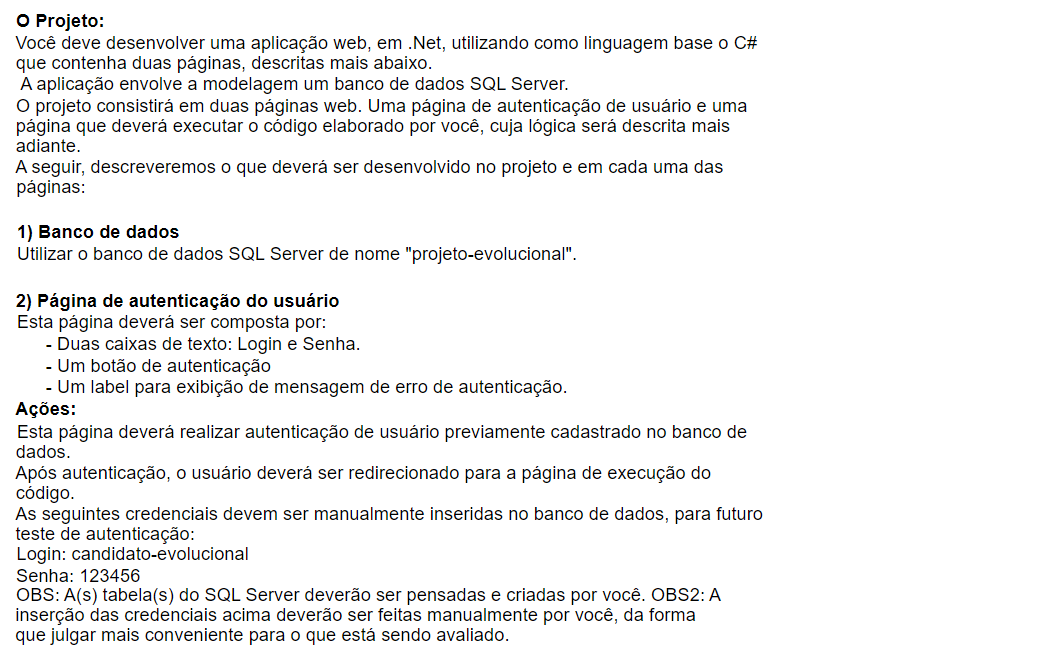 O Projeto:
Você deve desenvolver uma aplicação web, em .Net, utilizando como linguagem base o C#
que contenha duas páginas, descritas mais abaixo.
A aplicação envolve a modelagem um banco de dados SQL Server.
O projeto consistirá em duas páginas web. Uma página de autenticação de usuário e uma
página que deverá executar o código elaborado por você, cuja lógica será descrita mais
adiante.
A seguir, descreveremos o que deverá ser desenvolvido no projeto e em cada uma das
páginas:
1) Banco de dados
Utilizar o banco de dados SQL Server de nome "projeto-evolucional".
2) Página de autenticação do usuário
Esta página deverá ser composta por:
- Duas caixas de texto: Login e Senha.
- Um botão de autenticação
- Um label para exibição de mensagem de erro de autenticação.
Ações:
Esta página deverá realizar autenticação de usuário previamente cadastrado no banco de
dados.
Após autenticação, o usuário deverá ser redirecionado para a página de execução do
código.
As seguintes credenciais devem ser manualmente inseridas no banco de dados, para futuro
teste de autenticação:
Login: candidato-evolucional
Senha: 123456
OBS: A(s) tabela(s) do SQL Server deverão ser pensadas e criadas por você. OBS2: A
inserção das credenciais acima deverão ser feitas manualmente por você, da forma
que julgar mais conveniente para o que está sendo avaliado.